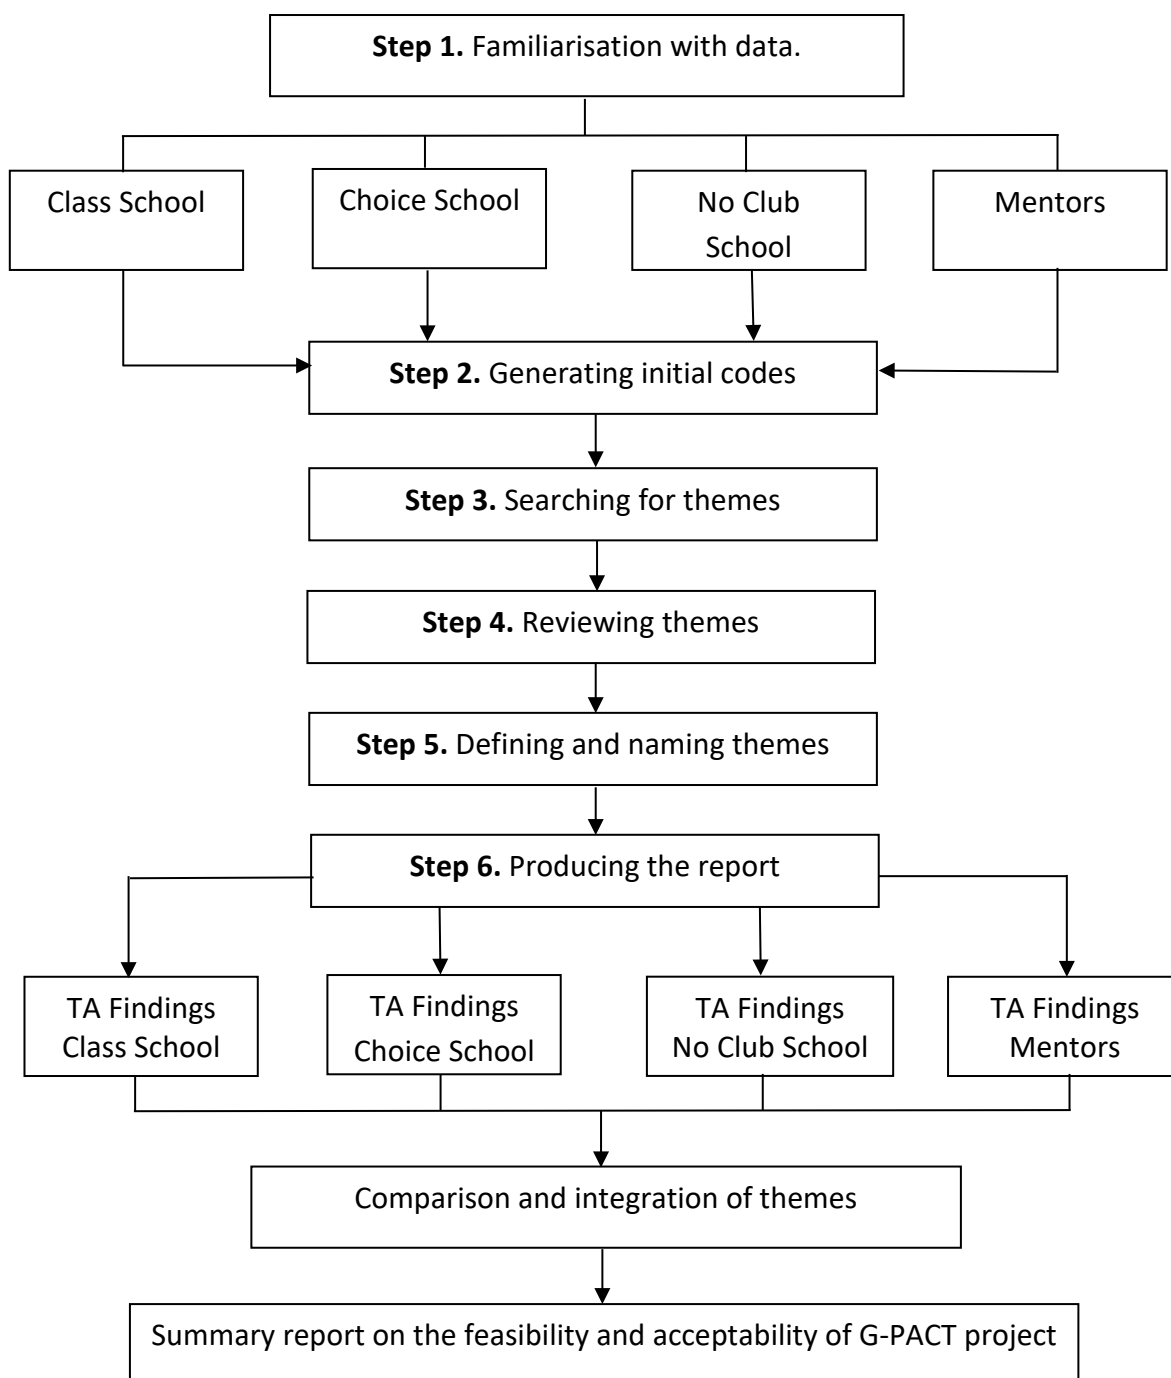 Step 1. Familiarisation with data.
Class School
Choice School
No Club
School
Mentors
Step 2. Generating initial codes
Step 3. Searching for themes
Step 4. Reviewing themes
Step 5. Defining and naming themes
Step 6. Producing the report
TA Findings
Class School
TA Findings
Choice School
TA Findings
No Club School
TA Findings
Mentors
Comparison and integration of themes
Summary report on the feasibility and acceptability of G-PACT project